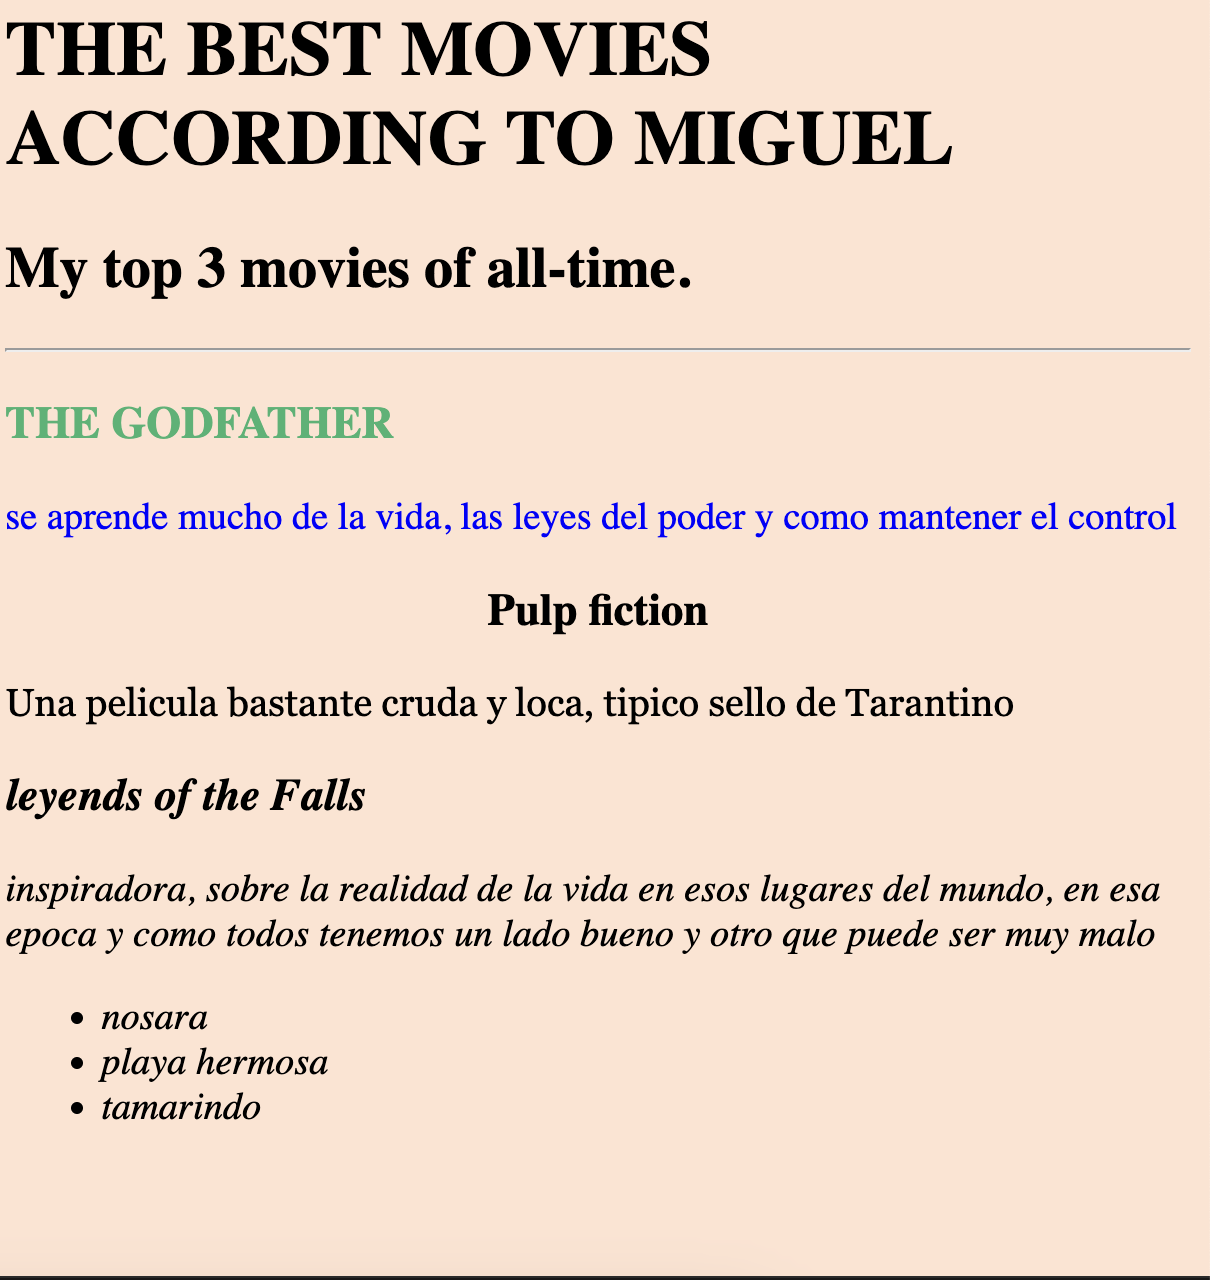 THE BEST MOVIES
ACCORDING TO MIGUEL
My top 3 movies of all-time.
THE GODFATHER
se aprende mucho de la vida, las leyes del poder y como mantener el control
Pulp fiction
Una pelicula bastante cruda y loca, tipico sello de Tarantino
leyends of the Falls
inspiradora, sobre la realidad de la vida en esos lugares del mundo, en esa
epoca y como todos tenemos un lado bueno y otro que puede ser muy malo
• nosara
• playa hermosa
• tamarindo